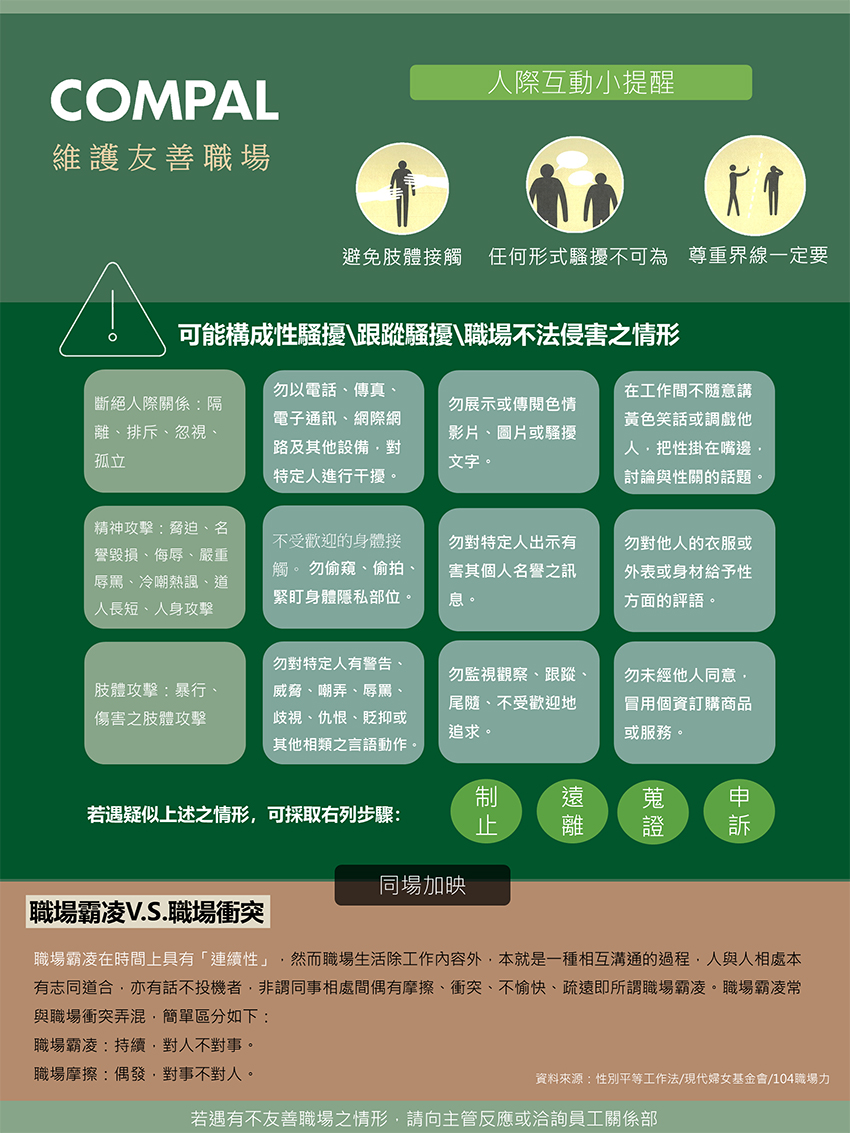 COMPAL
維護友善職場
人際互動小提醒
避免肢體接觸
任何形式騷擾不可為
尊重界線一定要
可能構成性騷擾\跟蹤騷擾\職場不法侵害之情形
斷絕人際關係：隔
離、排斥、忽視、
孤立
勿以電話、傳真、
電子通訊、網際網
路及其他設備，對
特定人進行干擾。
勿展示或傳閱色情
影片、圖片或騷擾
文字。
在工作間不隨意講
黃色笑話或調戲他
人，把性掛在嘴邊，
討論與性關的話題。
精神攻擊：脅迫、名
譽毀損、侮辱、嚴重
辱罵、冷嘲熱諷、道
人長短、人身攻擊
不受歡迎的身體接
觸。勿偷窺、偷拍、
緊盯身體隱私部位。
勿對特定人出示有
害其個人名譽之訊
息。
勿對他人的衣服或
外表或身材給予性
方面的評語。
肢體攻擊：暴行、
傷害之肢體攻擊
勿對特定人有警告、
威脅、嘲弄、辱罵、
歧視、仇恨、貶抑或
其他相類之言語動作。
勿監視觀察、跟蹤、
尾隨、不受歡迎地
追求。
勿未經他人同意，
冒用個資訂購商品
或服務。
若遇疑似上述之情形，可採取右列步驟：
制止
遠離
蒐證
申訴
同場加映
職場霸凌V.S.職場衝突
職場霸凌在時間上具有「連續性」，然而職場生活除工作內容外，本就是一種相互溝通的過程，人與人相處本
有志同道合，亦有話不投機者，非謂同事相處間偶有摩擦、衝突、不愉快、疏遠即所謂職場霸凌。職場霸凌常
與職場衝突弄混，簡單區分如下：
職場霸凌：持續，對人不對事。
職場摩擦：偶發，對事不對人。
資料來源：性別平等工作法/現代婦女基金會/104職場力
若遇有不友善職場之情形，請向主管反應或洽詢員工關係部